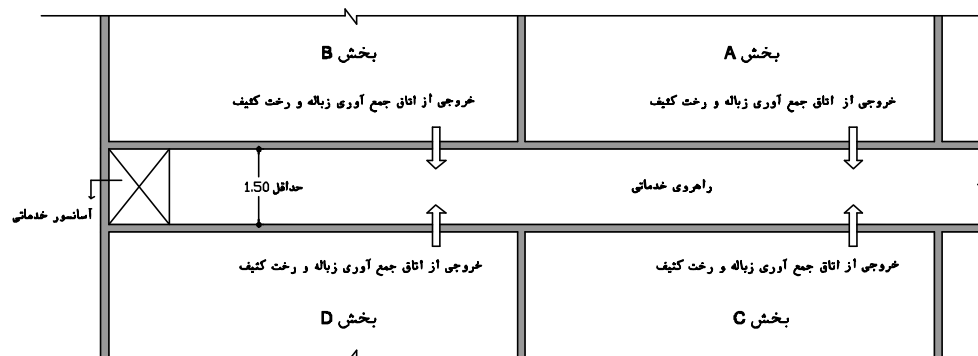 بخش A
بخش B
خروجی از اتاق جمع آوری زباله و رخت کثیف
خروجی از اتاق جمع آوری زباله و رخت کثیف
راهروی خدماتی
حداقل 1.50
آسانسور خدماتی
خروجی از اتاق جمع آوری زباله و رخت کثیف
خروجی از اتاق جمع آوری زباله و رخت کثیف
بخش C
بخش D